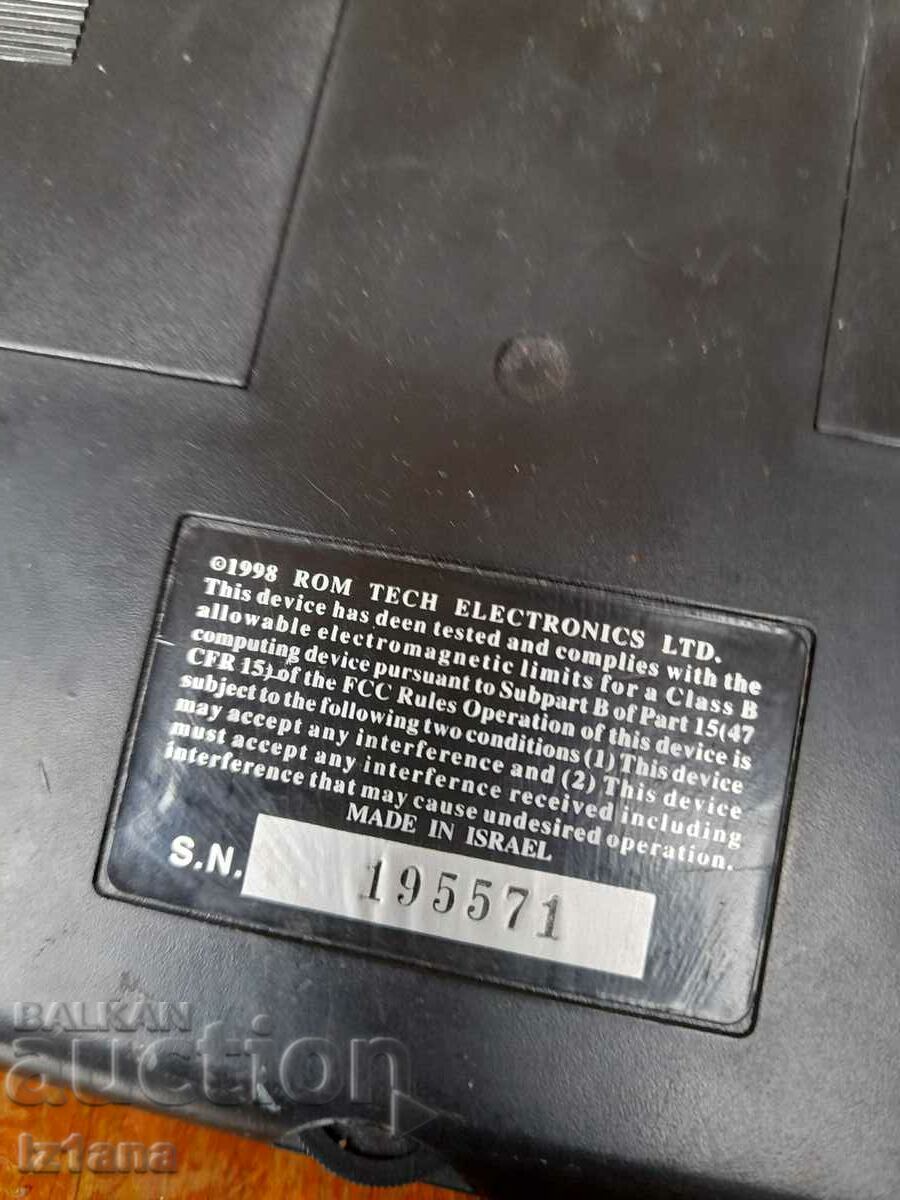 ©1998 ROM TECH ELECTRONICS LTD.
This device has deen tested and complies with the
allowable electromagnetic limits for a Class B
computing device pursuant to Subpart B of Part 15(47
CFR 15) of the FCC Rules Operation of this device is
subject to the following two conditions (1) This device
may accept any interference and (2) This device
must accept any interfernce received including
interference that may cause undesired operation.
MADE IN ISRAEL
S.N. 195571
BALKAN
auction
iz1ana